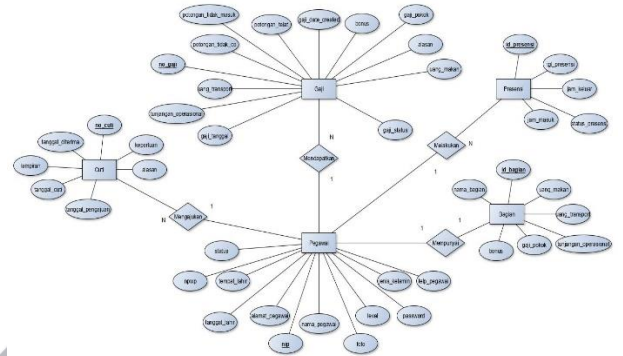 potongan_tidak_masuk
potongan_telat
gaji_date_created
bonus
gaji_pokok
potongan_tidak_co
alasan
no_gaji
uang_makan
uang_transport
Gaji
tunjangan_operasional
gaji_tanggal
gaji_status
id_presensi
tgl_presensi
Presensi
jam_keluar
jam_masuk
status_presensi
N
Mendapatkan
1
Melakukan
N
1
no_cuti
tanggal_diterima
keperluan
lampiran
Cuti
alasan
tanggal_cuti
tanggal_pengajuan
N
Mengajukan
1
id_bagian
nama_bagian
uang_makan
Bagian
uang_transport
bonus
gaji_pokok
tunjangan_operasional
Pegawai
1
Mempunyai
1
status
agama
tempat_lahir
tanggal_lahir
alamat_pegawai
nip
nama_pegawai
foto
level
password
jenis_kelamin
telp_pegawai